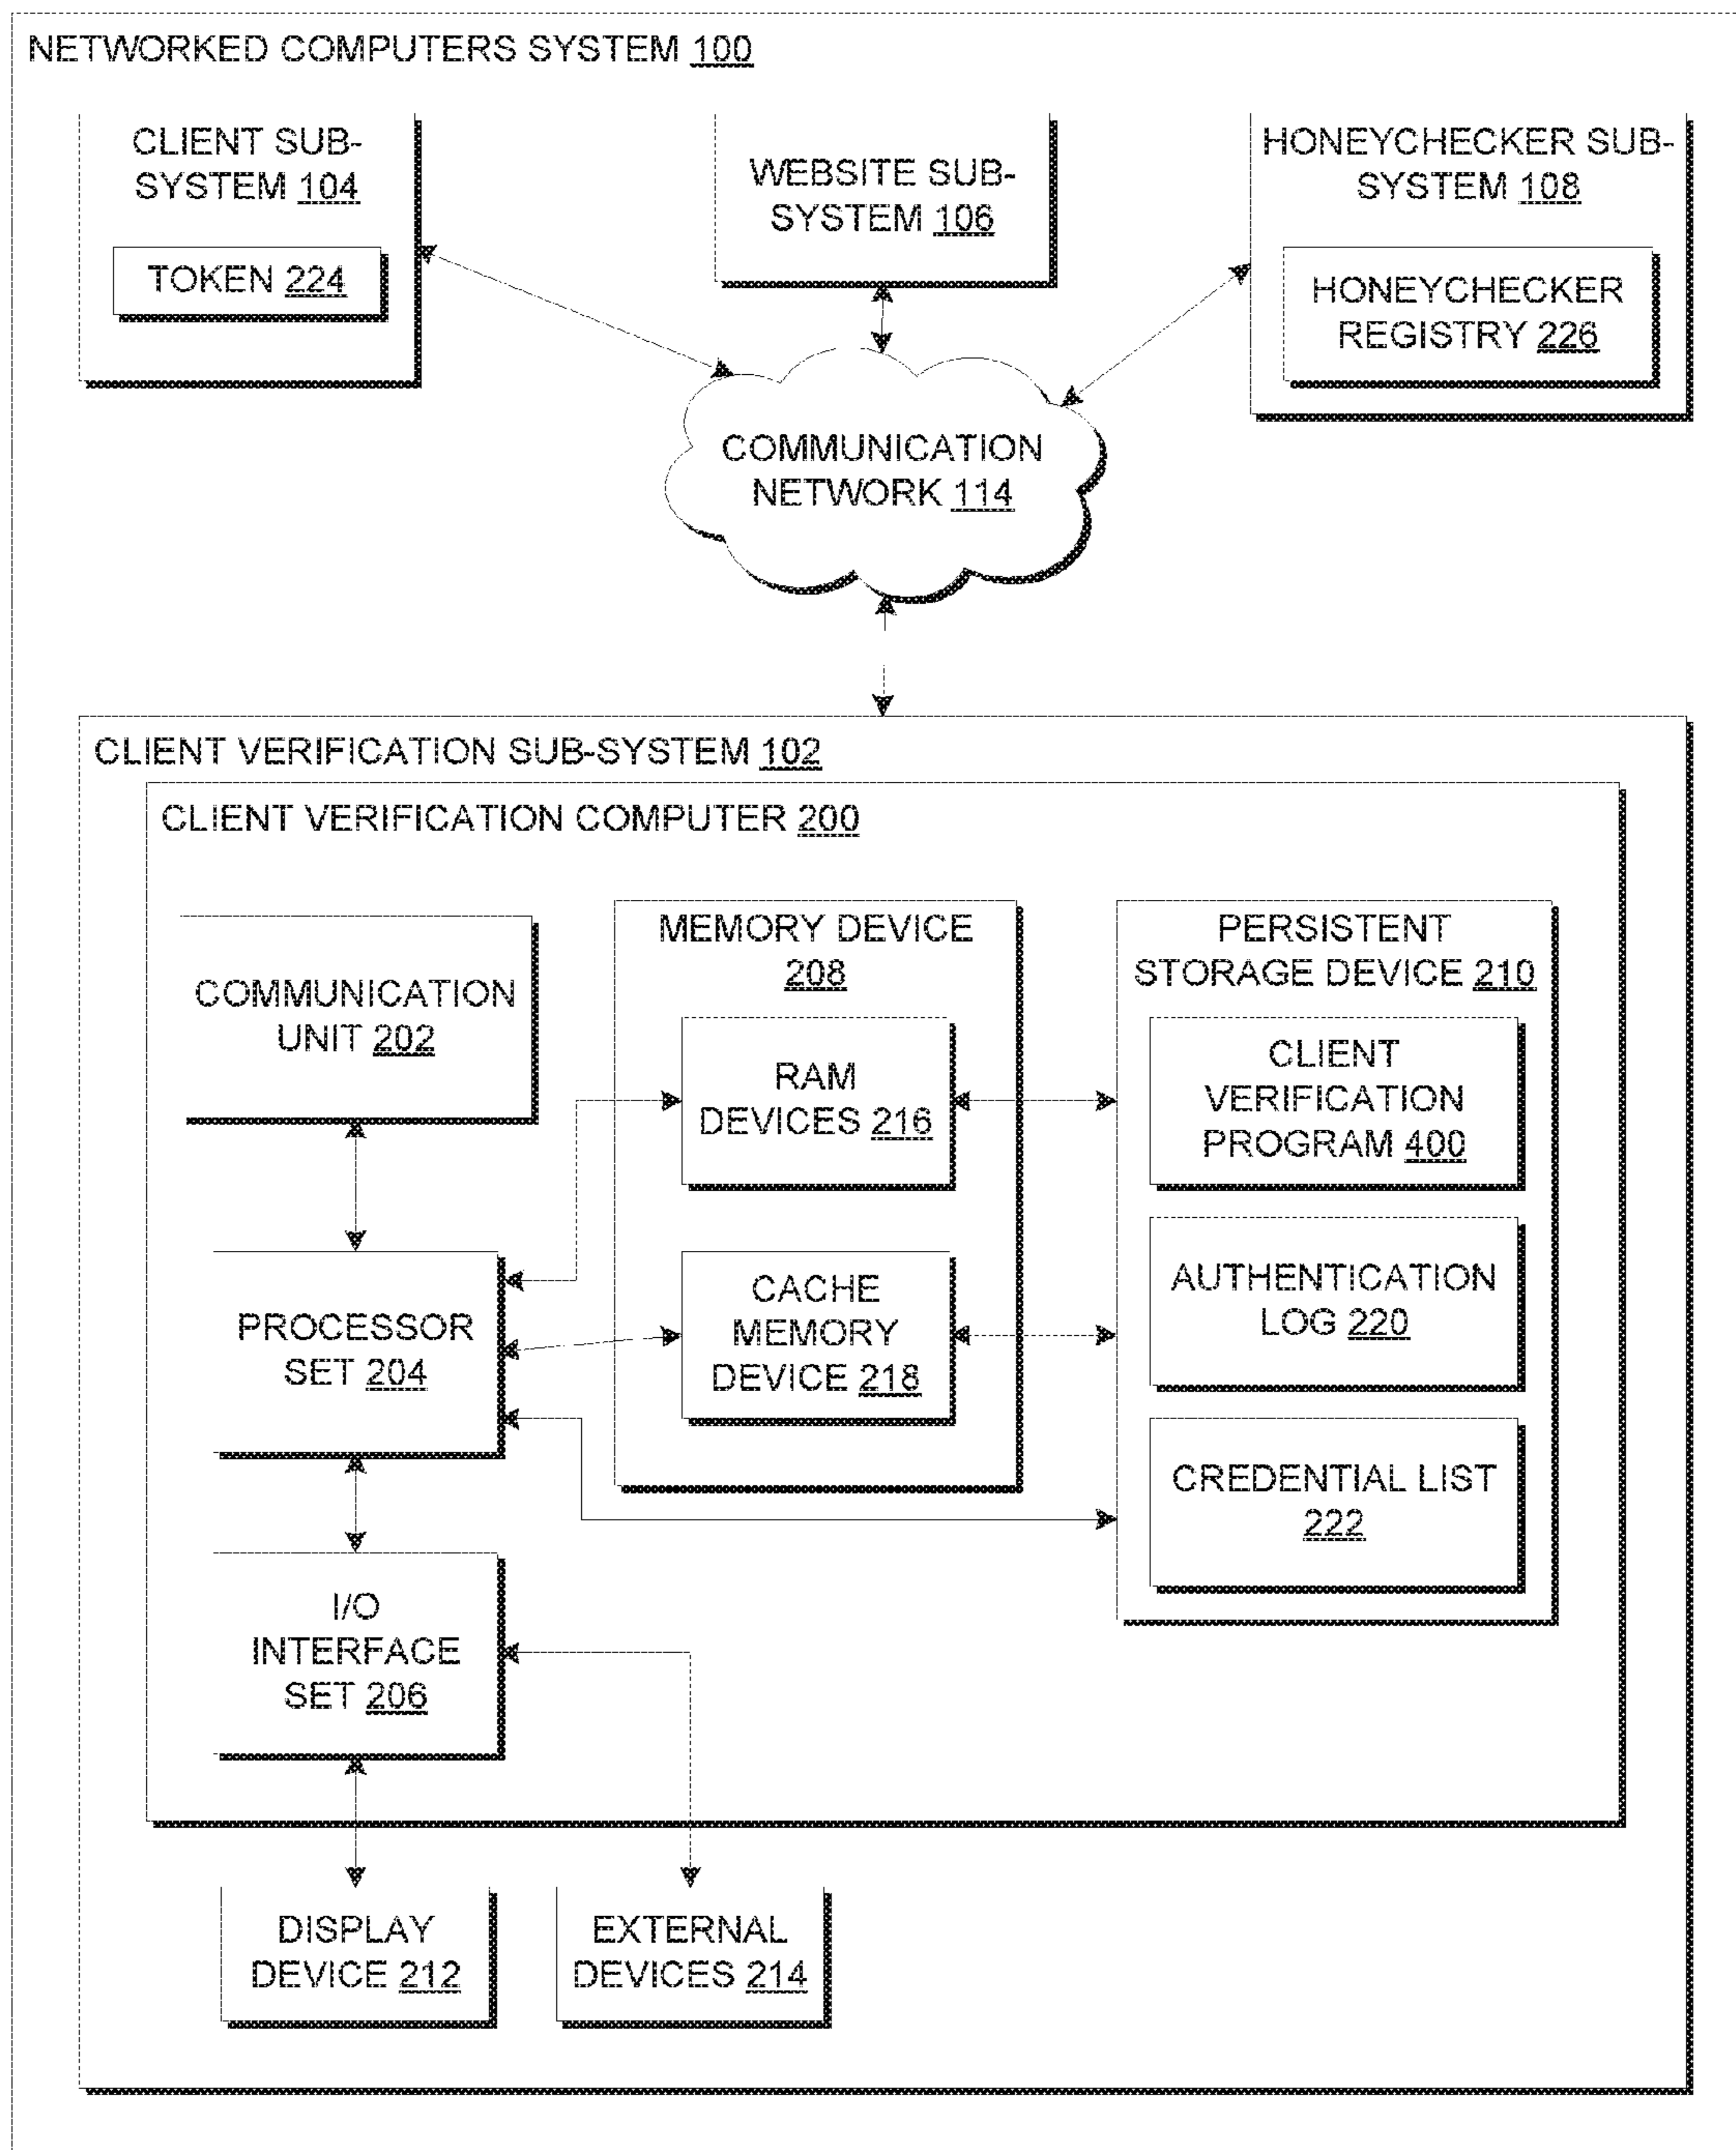 NETWORKED COMPUTERS SYSTEM 100
CLIENT SUB-
SYSTEM 104
TOKEN 224
WEBSITE SUB-
SYSTEM 106
HONEYCHECKER SUB-
SYSTEM 108
HONEYCHECKER
REGISTRY 226
COMMUNICATION
NETWORK 114
CLIENT VERIFICATION SUB-SYSTEM 102
CLIENT VERIFICATION COMPUTER 200
COMMUNICATION
UNIT 202
MEMORY DEVICE
208
PERSISTENT
STORAGE DEVICE 210
RAM
DEVICES 216
CLIENT
VERIFICATION
PROGRAM 400
PROCESSOR
SET 204
CACHE
MEMORY
DEVICE 218
AUTHENTICATION
LOG 220
CREDENTIAL LIST
222
I/O
INTERFACE
SET 206
DISPLAY
DEVICE 212
EXTERNAL
DEVICES 214